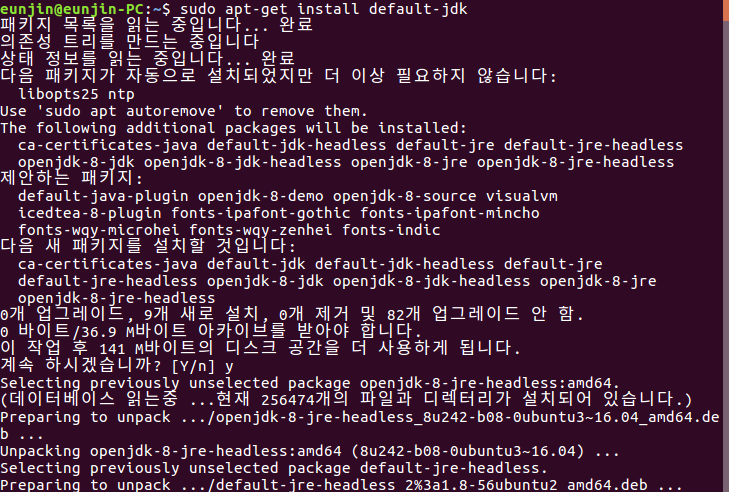 eunjin@eunjin-PC:~$ sudo apt-get install default-jdk
패키지 목록을 읽는 중입니다... 완료
의존성 트리를 만드는 중입니다
상태 정보를 읽는 중입니다... 완료
다음 패키지가 자동으로 설치되었지만 더 이상 필요하지 않습니다:
libopts25 ntp
Use 'sudo apt autoremove' to remove them.
The following additional packages will be installed:
ca-certificates-java default-jdk-headless default-jre default-jre-headless
openjdk-8-jdk openjdk-8-jdk-headless openjdk-8-jre openjdk-8-jre-headless
제안하는 패키지:
default-java-plugin openjdk-8-demo openjdk-8-source visualvm
icedtea-8-plugin fonts-ipafont-gothic fonts-ipafont-mincho
fonts-wqy-microhei fonts-wqy-zenhei fonts-indic
다음 새 패키지를 설치할 것입니다:
ca-certificates-java default-jdk default-jdk-headless default-jre
default-jre-headless openjdk-8-jdk openjdk-8-jdk-headless openjdk-8-jre
openjdk-8-jre-headless
0개 업그레이드, 9개 새로 설치, 0개 제거 및 82개 업그레이드 안 함.
0 바이트/36.9 M바이트 아카이브를 받아야 합니다.
이 작업 후 141 M바이트의 디스크 공간을 더 사용하게 됩니다.
계속 하시겠습니까? [Y/n] y
Selecting previously unselected package openjdk-8-jre-headless:amd64.
(데이터베이스 읽는중 ...현재 256474개의 파일과 디렉터리가 설치되어 있습니다.)
Preparing to unpack .../openjdk-8-jre-headless_8u242-b08-0ubuntu3~16.04_amd64.de
b ...
Unpacking openjdk-8-jre-headless:amd64 (8u242-b08-0ubuntu3~16.04) ...
Selecting previously unselected package default-jre-headless.
Preparing to unpack .../default-jre-headless_2%3a1.8-56ubuntu2_amd64.deb ...